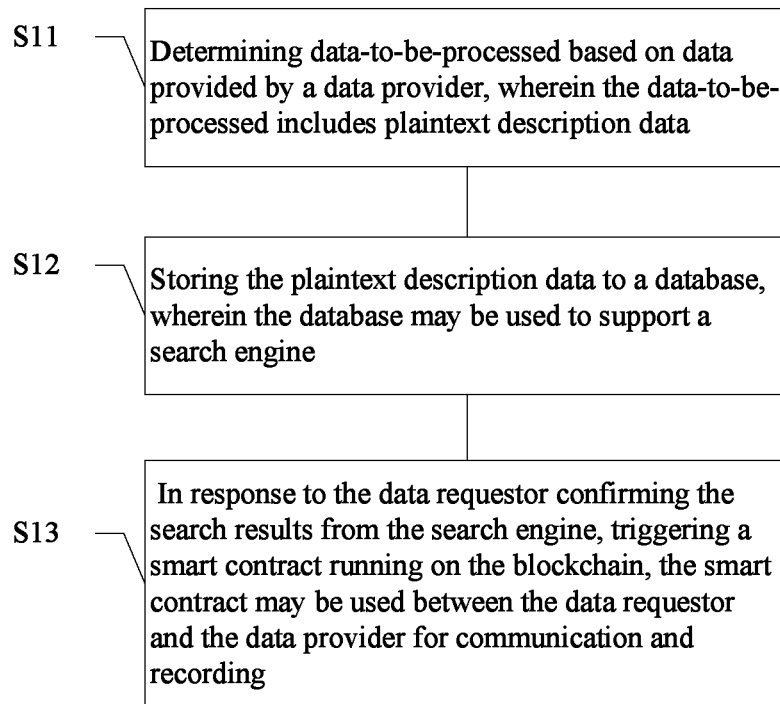 S11
Determining data-to-be-processed based on data
provided by a data provider, wherein the data-to-be-
processed includes plaintext description data
S12
Storing the plaintext description data to a database,
wherein the database may be used to support a
search engine
S13
In response to the data requestor confirming the
search results from the search engine, triggering a
smart contract running on the blockchain, the smart
contract may be used between the data requestor
and the data provider for communication and
recording